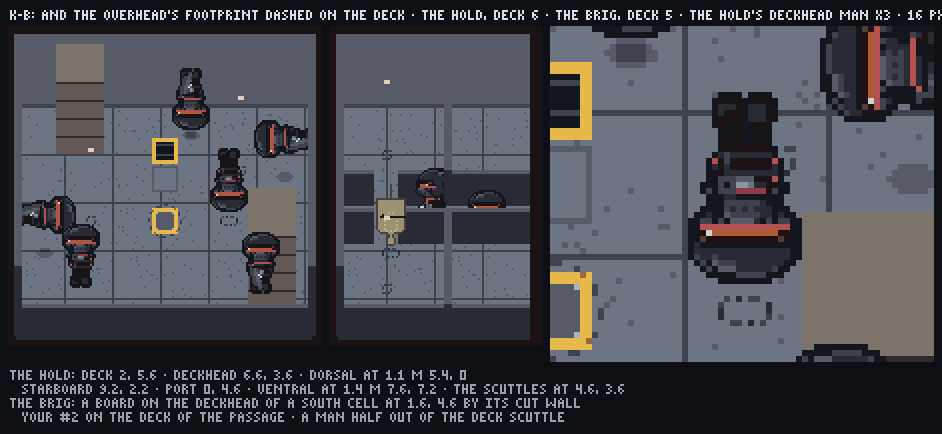 K-B: AND THE OVERHEAD'S FOOTPRINT DASHED ON THE DECK · THE HOLD, DECK 6 · THE BRIG, DECK 5 · THE HOLD'S DECKHEAD MAN X3 · 16 PX
THE HOLD: DECK 2, 5.6 · DECKHEAD 6.6, 3.6 · DORSAL AT 1.1 M 5.4, 
STARBOARD 9.2, 2.2 · PORT , 4.6 · VENTRAL AT 1.4 M 7.6, 7.2 · THE SCUTTLES AT 4.6, 3.6
THE BRIG: A BOARD ON THE DECKHEAD OF A SOUTH CELL AT 1.6, 4.6 BY ITS CUT WALL
YOUR #2 ON THE DECK OF THE PASSAGE · A MAN HALF OUT OF THE DECK SCUTTLE